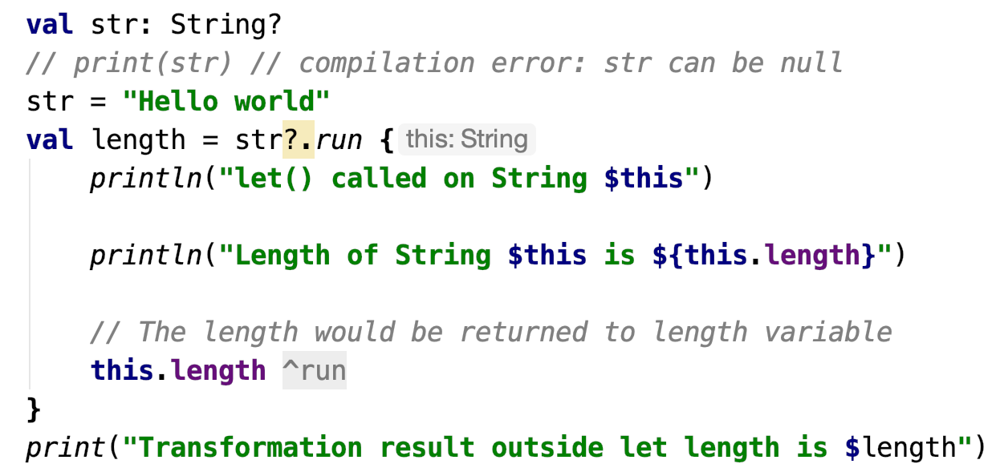 val str: String?
// print(str) // compilation error: str can be null
str = "Hello world"
val length = str?.run { this: String
    println("let() called on String $this")
    println("Length of String $this is ${this.length}")
    // The length would be returned to length variable
    this.length ^run
}
print("Transformation result outside let length is $length")